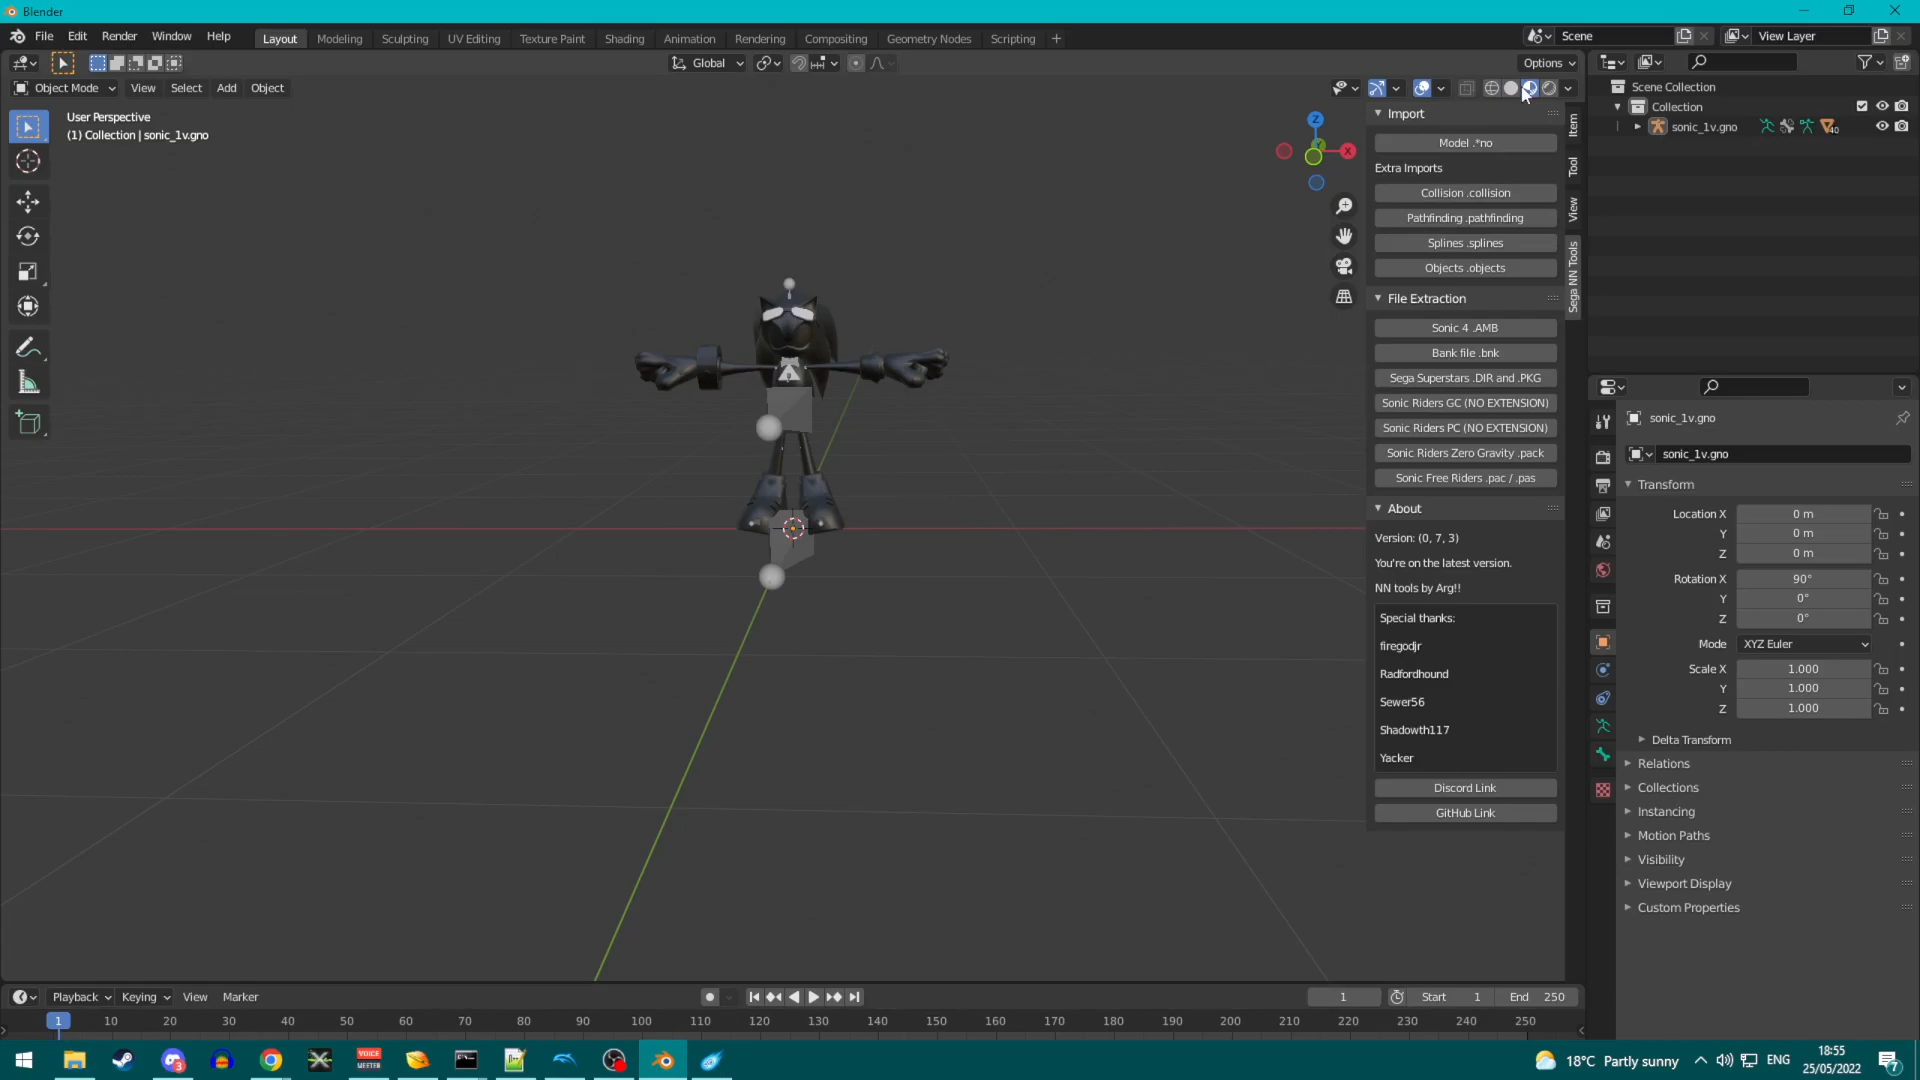 Blender
File Edit Render Window Help
Layout Modeling Sculpting UV Editing Texture Paint Shading Animation Rendering Compositing Geometry Nodes Scripting +
Scene
View Layer
Global
Options
Object Mode View Select Add Object
User Perspective
(1) Collection | sonic_1v.gno
Z
X
Import
Model .*no
Extra Imports
Collision .collision
Pathfinding .pathfinding
Splines .splines
Objects .objects
File Extraction
Sonic 4 .AMB
Bank file .bnk
Sega Superstars .DIR and .PKG
Sonic Riders GC (NO EXTENSION)
Sonic Riders PC (NO EXTENSION)
Sonic Riders Zero Gravity .pack
Sonic Free Riders .pac / .pas
About
Version: (0, 7, 3)
You're on the latest version.
NN tools by Arg!!
Special thanks:
firegodjr
Radfordhound
Sewer56
Shadowth117
Yacker
Discord Link
GitHub Link
Item
Tool
View
Sega NN Tools
Scene Collection
Collection
sonic_1v.gno
40
sonic_1v.gno
sonic_1v.gno
Transform
Location X 0 m
Y 0 m
Z 0 m
Rotation X 90°
Y 0°
Z 0°
Mode XYZ Euler
Scale X 1.000
Y 1.000
Z 1.000
Delta Transform
Relations
Collections
Instancing
Motion Paths
Visibility
Viewport Display
Custom Properties
Playback Keying View Marker
1
Start 1
End 250
1 10 20 30 40 50 60 70 80 90 100 110 120 130 140 150 160 170 180 190 200 210 220 230 240 250
3
VOICE
MEETER
18°C Partly sunny
ENG
18:55
25/05/2022
7